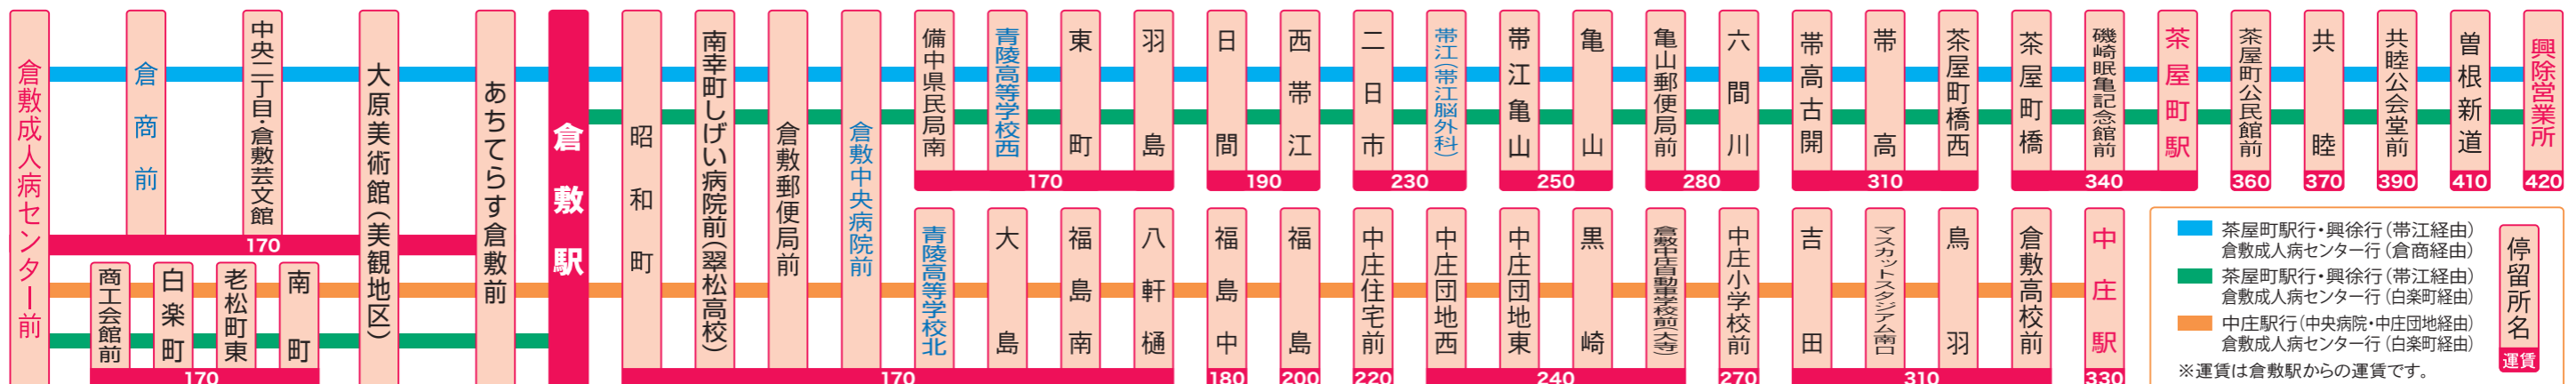 倉敷成人病センター前
倉商前
中央二丁目・倉敷芸文館
大原美術館(美観地区)
あちてらす倉敷前
170
商工会館前
白楽町
老松町東
南町
170
倉敷駅
昭和町
南幸町しげい病院前(翠松高校)
倉敷郵便局前
倉敷中央病院前
備中県民局南
青陵高等学校西
東町
羽島
170
日間
西帯江
190
二日市
帯江(帯江脳外科)
230
帯江亀山
亀山
250
亀山郵便局前
六間川
280
帯高古開
帯高
茶屋町橋西
310
茶屋町橋
磯崎眠亀記念館前
茶屋町駅
340
茶屋町公民館前
360
共睦
370
共睦公会堂前
390
曽根新道
410
興除営業所
420
青陵高等学校北
大島
福島南
八軒樋
170
福島中
180
福島
200
中庄住宅前
220
中庄団地西
中庄団地東
黒崎
倉敷中庄自動車学校前(大寺)
240
中庄小学校前
270
吉田
マスカットスタジアム南口
鳥羽
倉敷高校前
310
中庄駅
330
茶屋町駅行・興徐行(帯江経由)
倉敷成人病センター行(倉商経由)
茶屋町駅行・興徐行(帯江経由)
倉敷成人病センター行(白楽町経由)
中庄駅行(中央病院・中庄団地経由)
倉敷成人病センター行(白楽町経由)
※運賃は倉敷駅からの運賃です。
停留所名
運賃